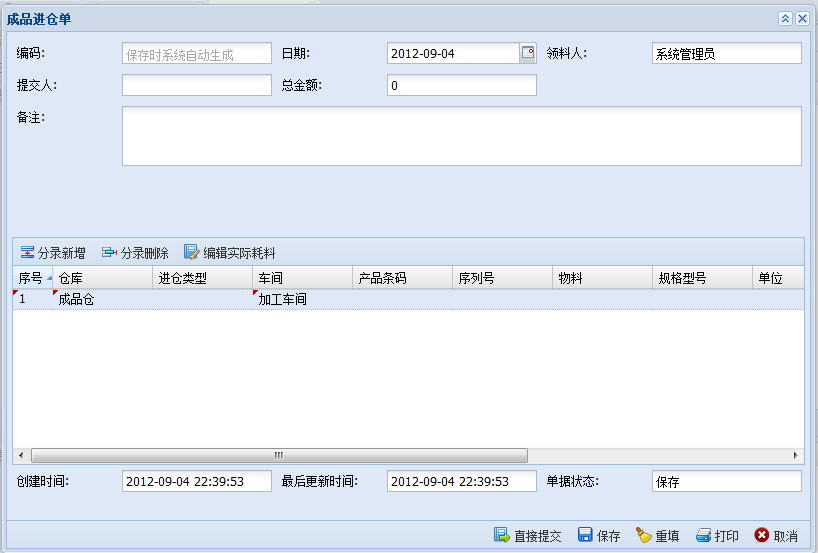 成品进仓单
编码: 保存时系统自动生成 日期: 2012-09-04 领料人: 系统管理员
提交人: 总金额: 0
备注:
分录新增 分录删除 编辑实际耗料
序号 仓库 进仓类型 车间 产品条码 序列号 物料 规格型号 单位
1 成品仓 加工车间
创建时间: 2012-09-04 22:39:53 最后更新时间: 2012-09-04 22:39:53 单据状态: 保存
直接提交 保存 重填 打印 取消